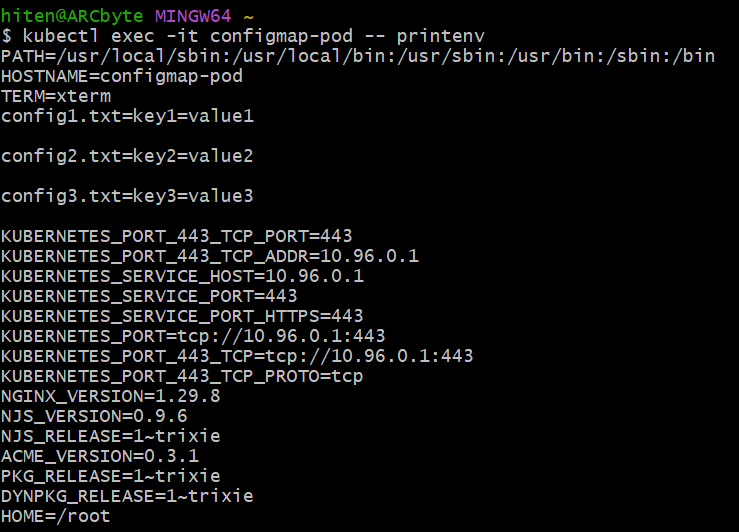 hiten@ARCbyte MINGW64 ~
$ kubectl exec -it configmap-pod -- printenv
PATH=/usr/local/sbin:/usr/local/bin:/usr/sbin:/usr/bin:/sbin:/bin
HOSTNAME=configmap-pod
TERM=xterm
config1.txt=key1=value1

config2.txt=key2=value2

config3.txt=key3=value3

KUBERNETES_PORT_443_TCP_PORT=443
KUBERNETES_PORT_443_TCP_ADDR=10.96.0.1
KUBERNETES_SERVICE_HOST=10.96.0.1
KUBERNETES_SERVICE_PORT=443
KUBERNETES_SERVICE_PORT_HTTPS=443
KUBERNETES_PORT=tcp://10.96.0.1:443
KUBERNETES_PORT_443_TCP=tcp://10.96.0.1:443
KUBERNETES_PORT_443_TCP_PROTO=tcp
NGINX_VERSION=1.29.8
NJS_VERSION=0.9.6
NJS_RELEASE=1~trixie
ACME_VERSION=0.3.1
PKG_RELEASE=1~trixie
DYNPKG_RELEASE=1~trixie
HOME=/root